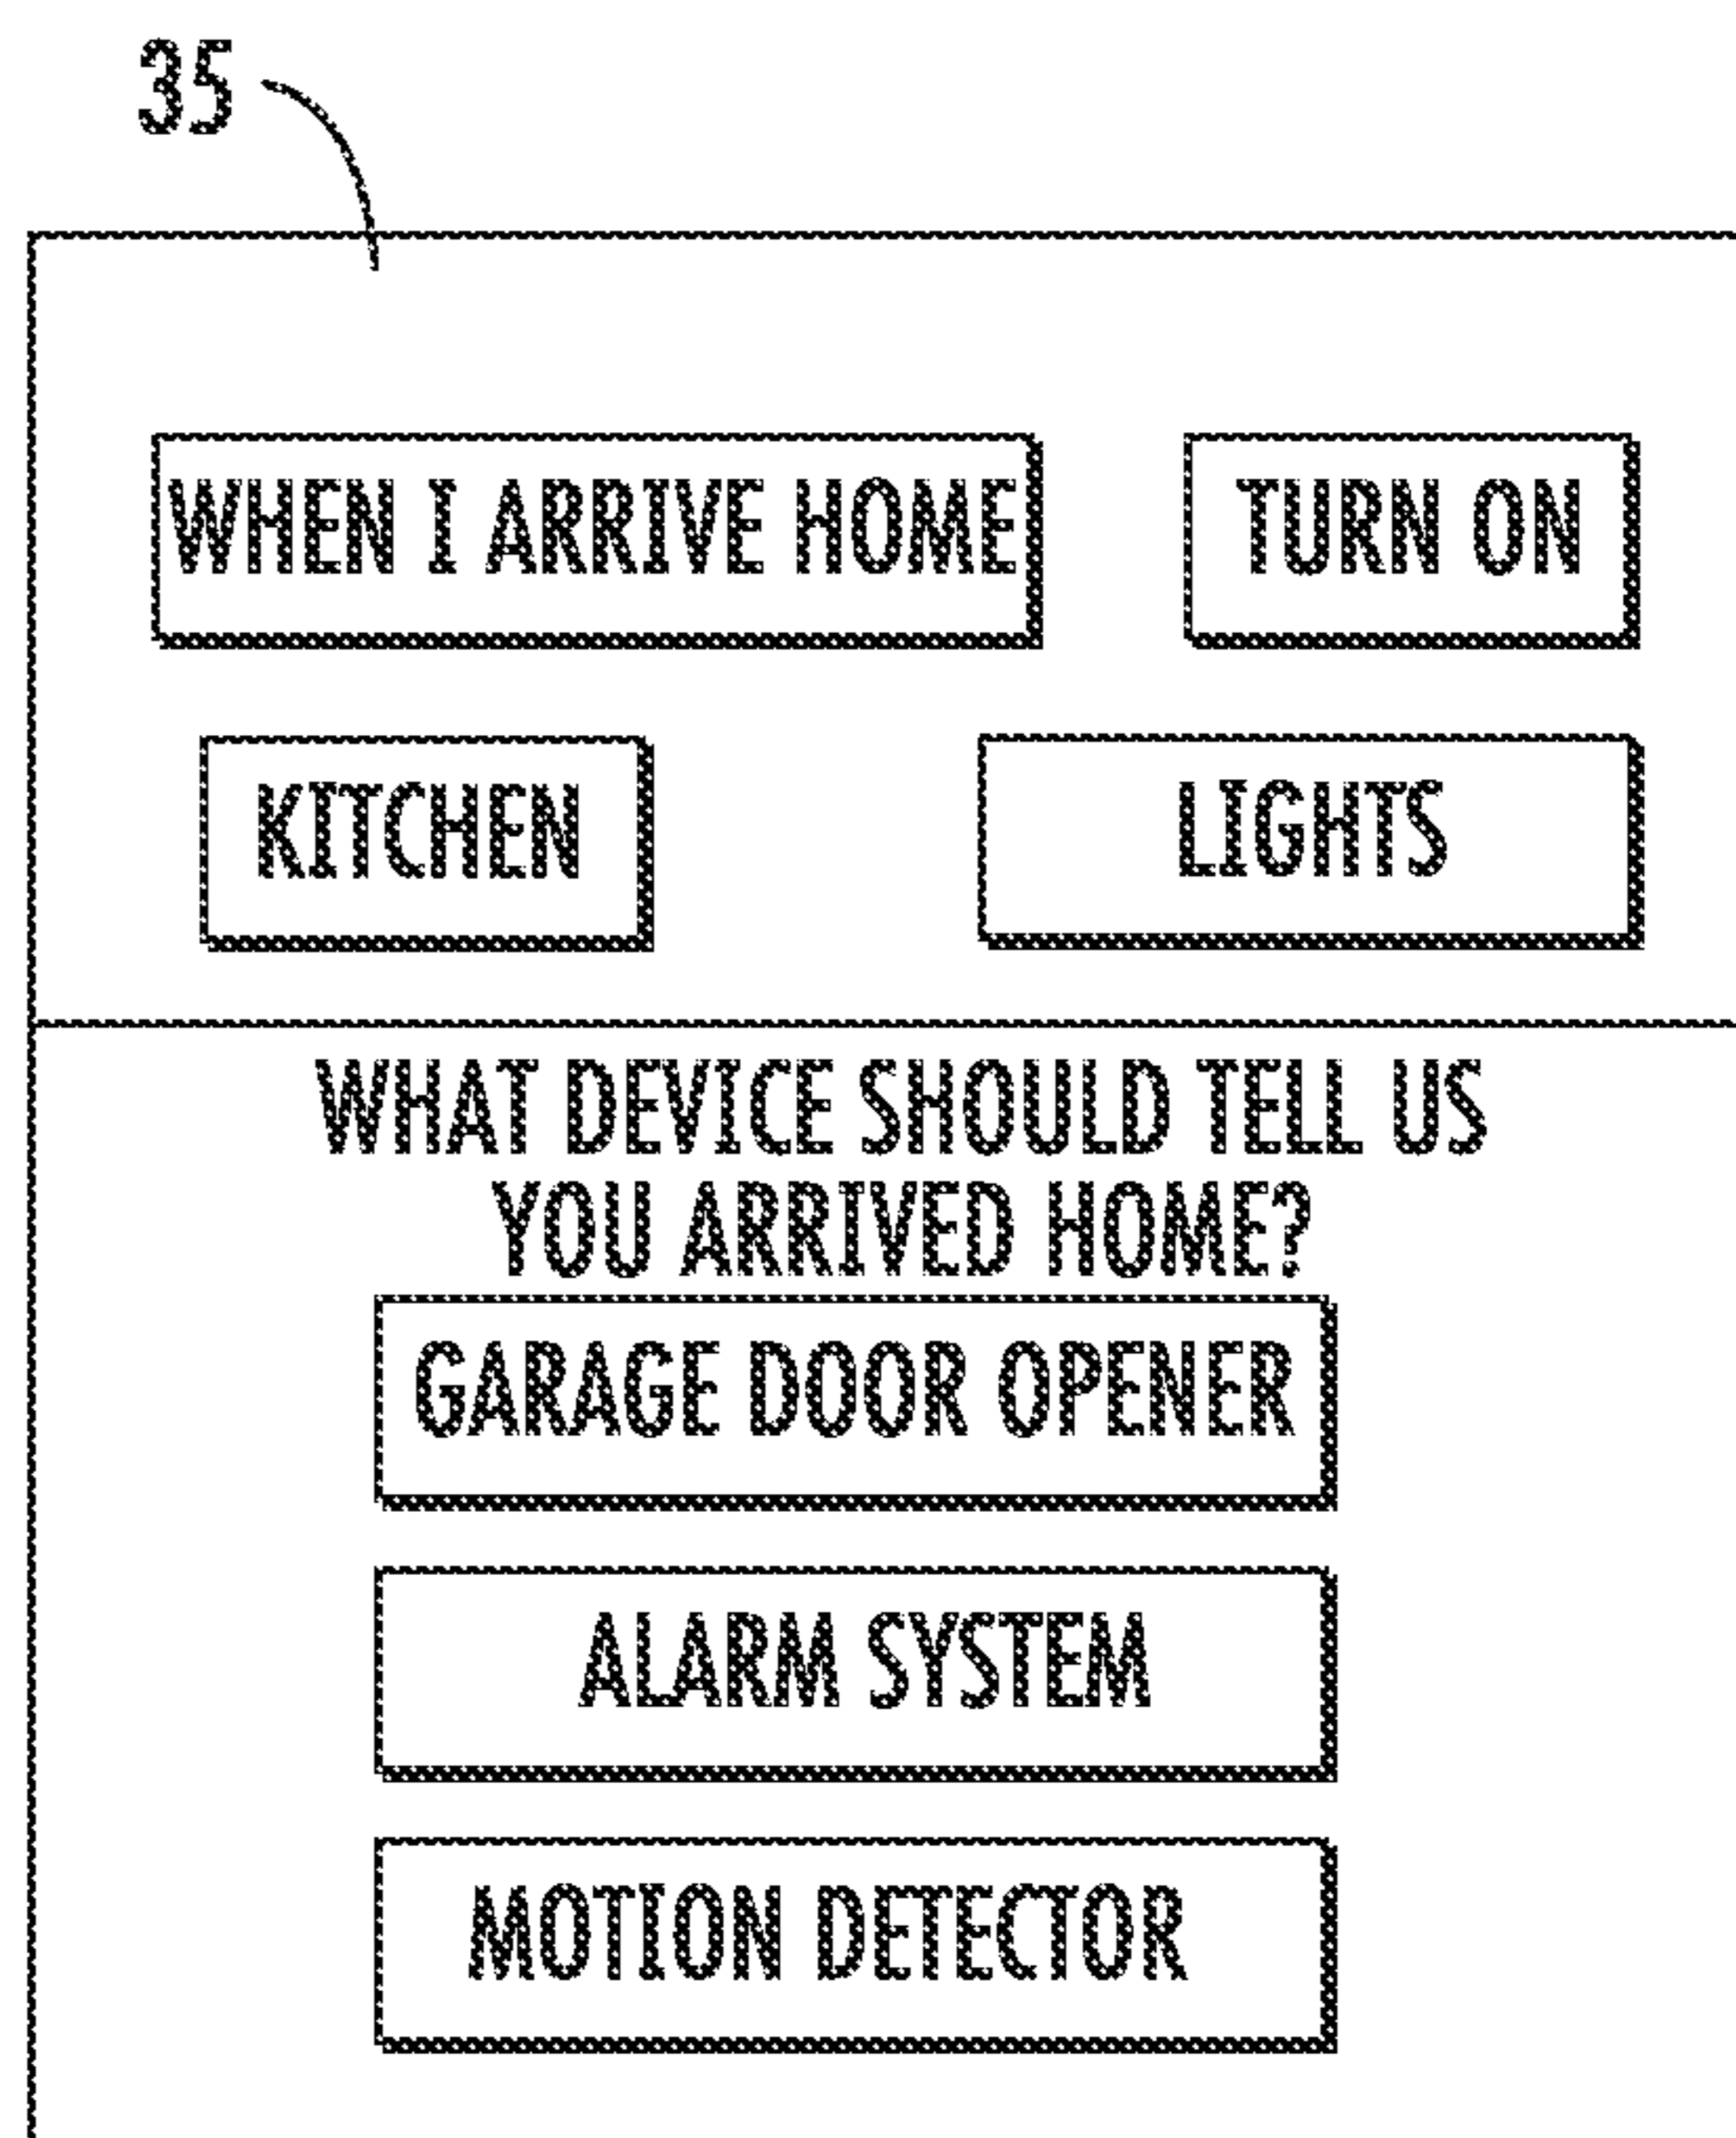 35
WHEN I ARRIVE HOME TURN ON
KITCHEN LIGHTS
WHAT DEVICE SHOULD TELL US
YOU ARRIVED HOME?
GARAGE DOOR OPENER
ALARM SYSTEM
MOTION DETECTOR